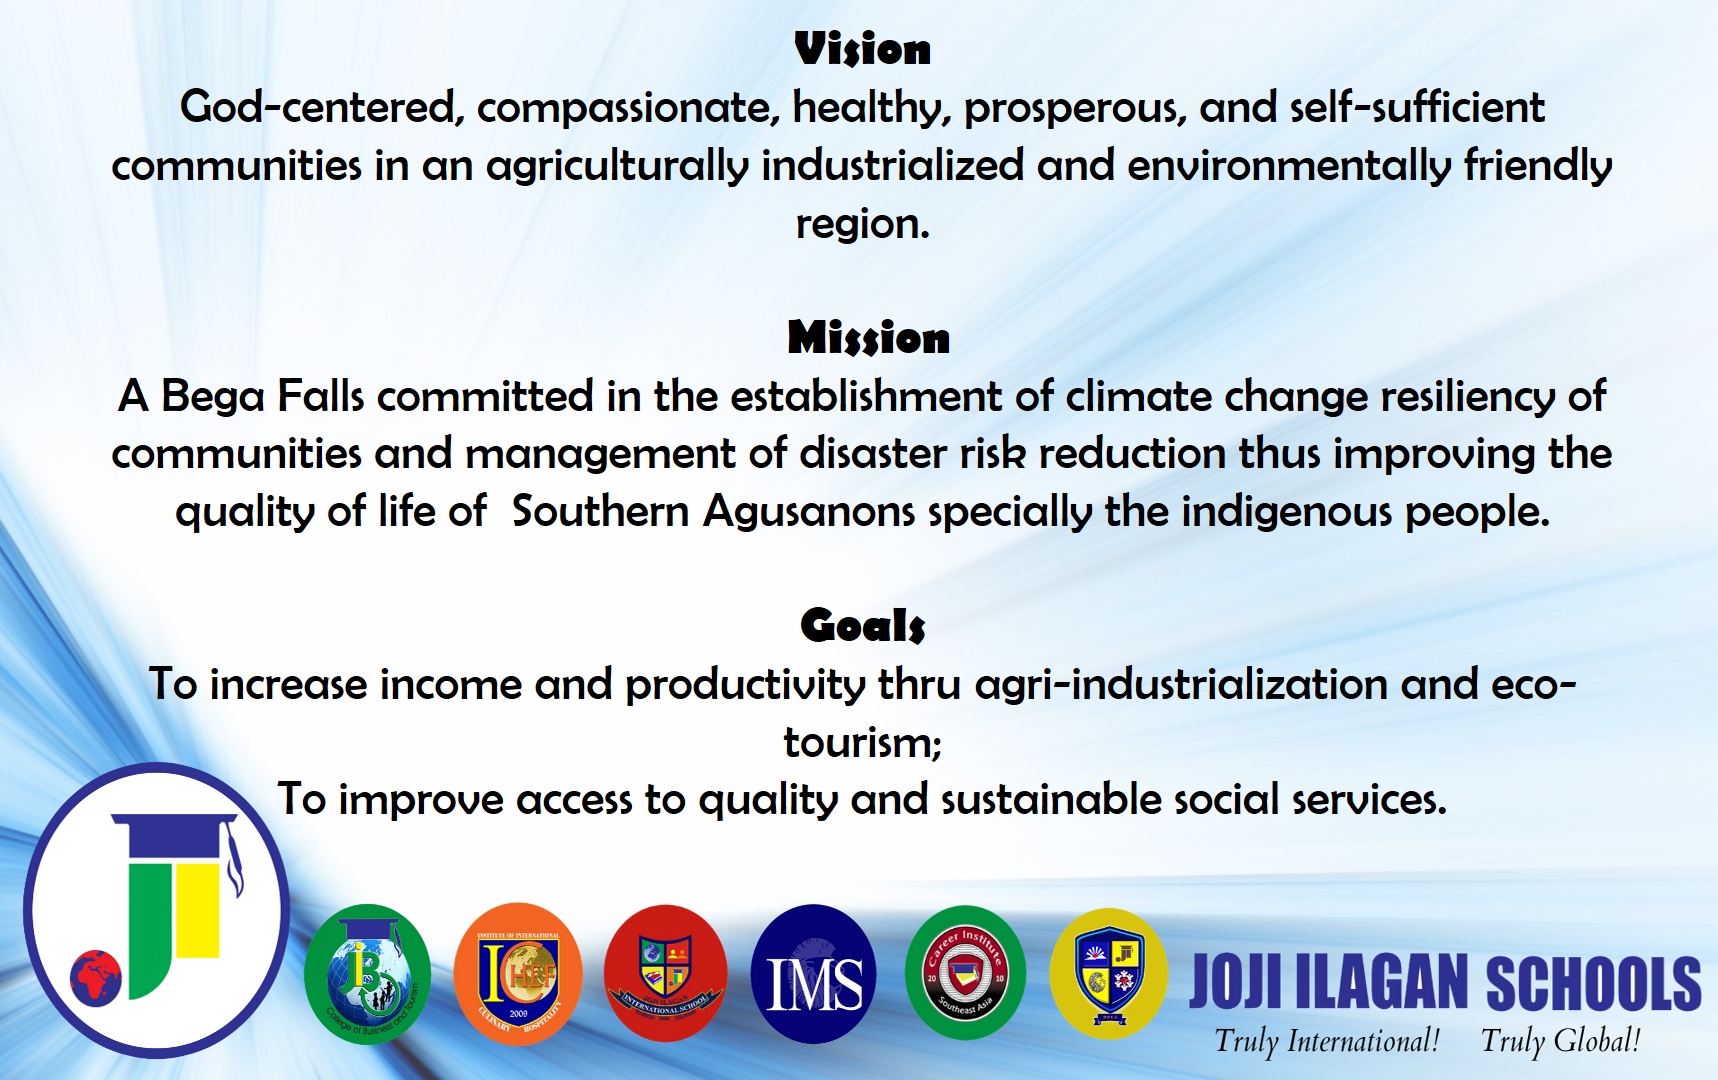 Vision
God-centered, compassionate, healthy, prosperous, and self-sufficient
communities in an agriculturally industrialized and environmentally friendly
region.
Mission
A Bega Falls committed in the establishment of climate change resiliency of
communities and management of disaster risk reduction thus improving the
quality of life of Southern Agusanons specially the indigenous people.
Goals
To increase income and productivity thru agri-industrialization and eco-
tourism;
To improve access to quality and sustainable social services.
College of Business and Tourism
INSTITUTE OF INTERNATIONAL
ICHEF
2009
CULINARY HOSPITALITY
JOJI ILAGAN
INTERNATIONAL SCHOOL
IMS
Career Institute
20 10
Southeast Asia
JOJI ILAGAN SCHOOLS
Truly International! Truly Global!